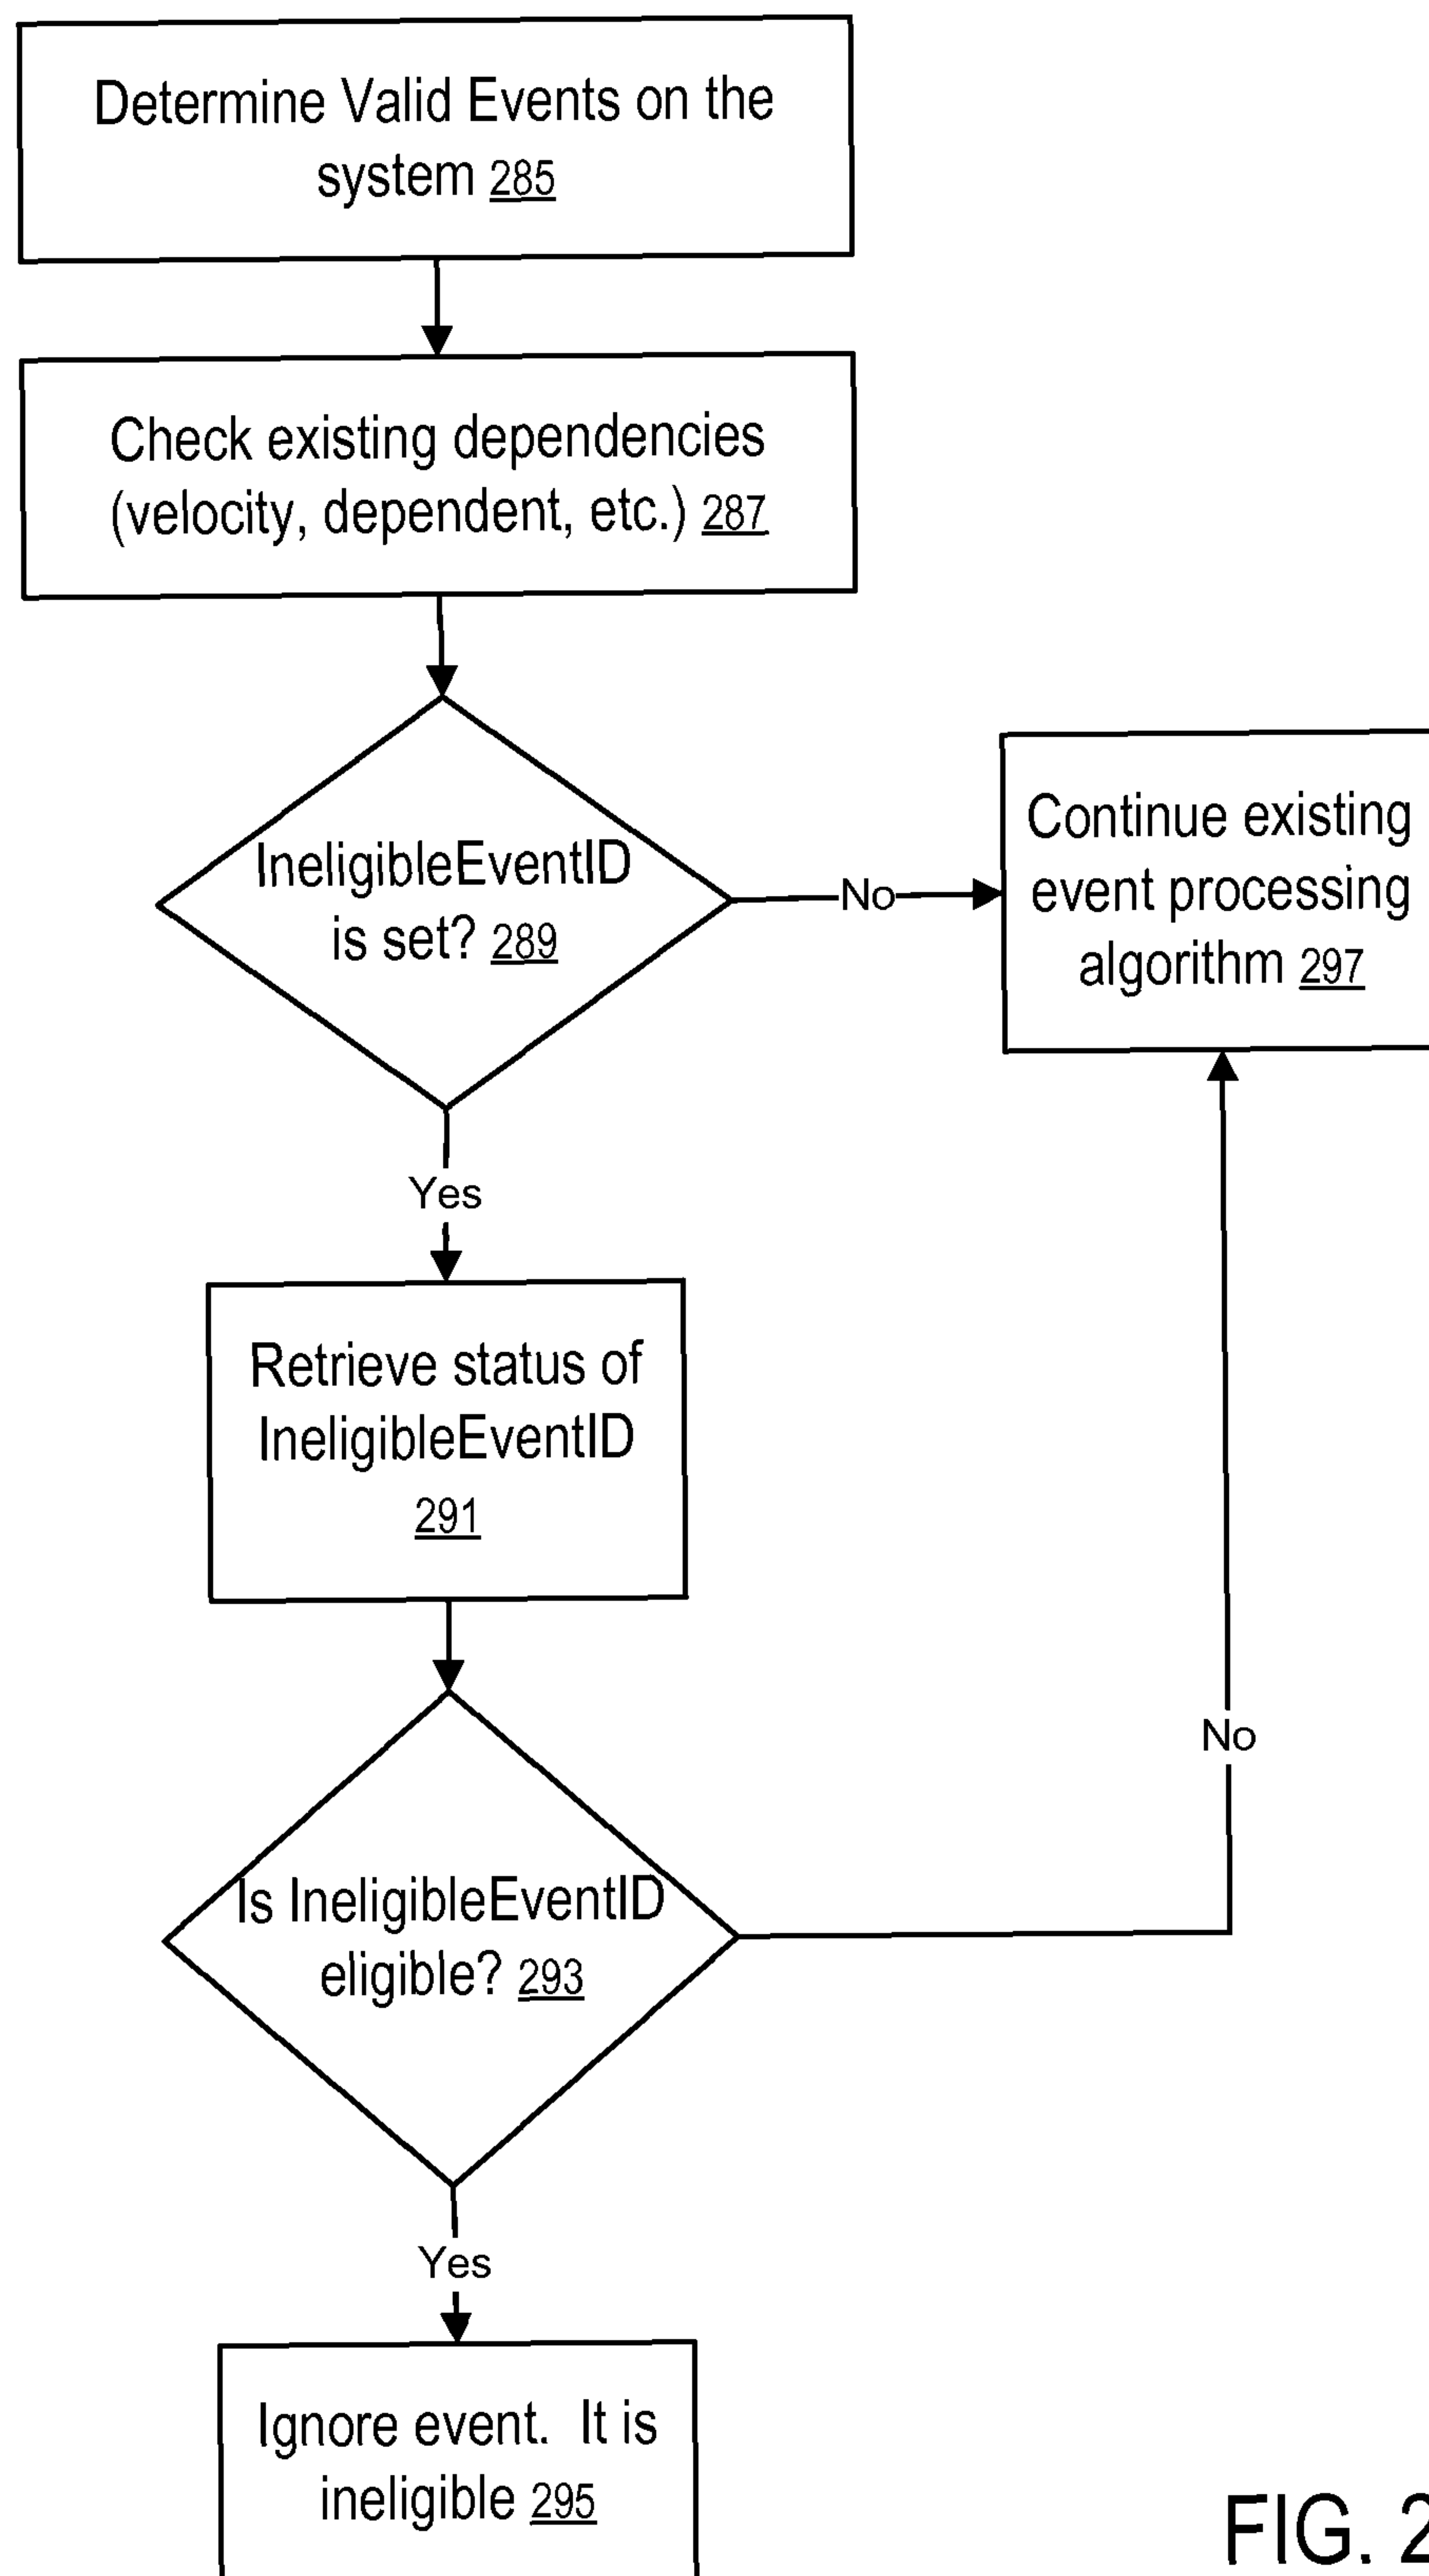 Determine Valid Events on the
system 285
Check existing dependencies
(velocity, dependent, etc.) 287
IneligibleEventID
is set? 289
No
Continue existing
event processing
algorithm 297
Yes
Retrieve status of
IneligibleEventID
291
Is IneligibleEventID
eligible? 293
No
Yes
Ignore event. It is
ineligible 295
FIG. 2